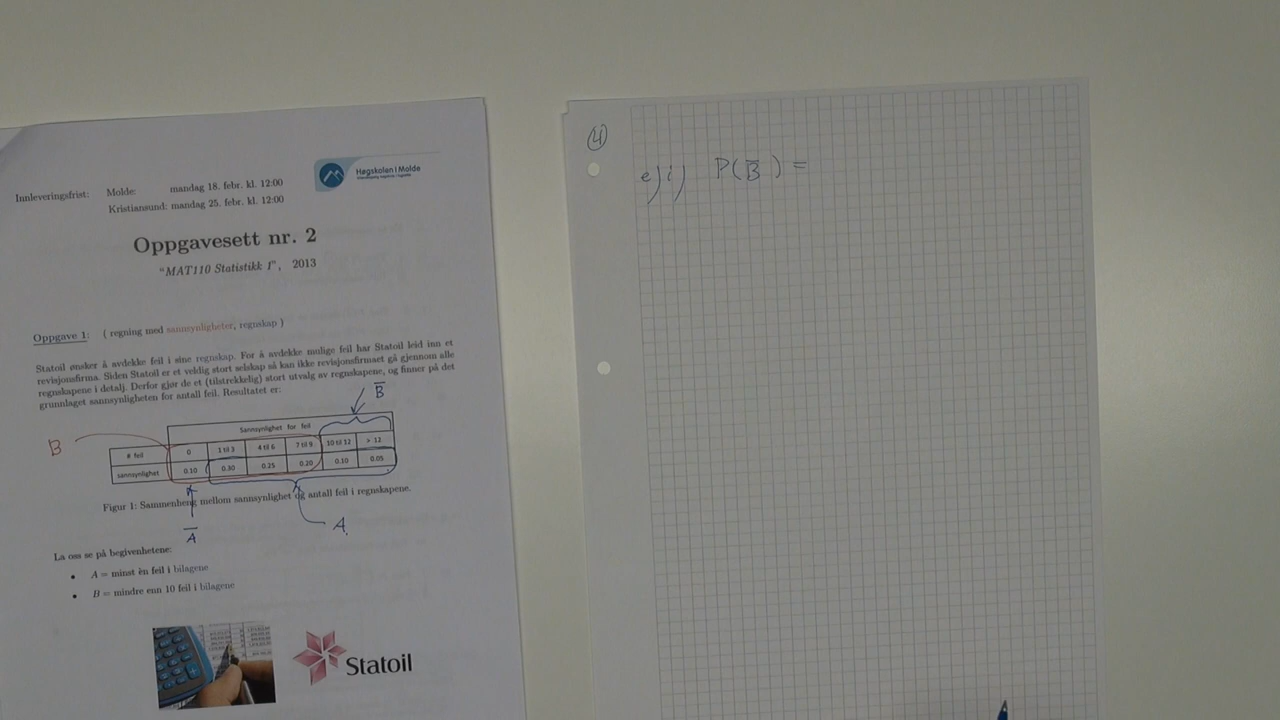 Høgskolen i Molde
Innleveringsfrist: Molde: mandag 18. febr. kl. 12:00
Kristiansund: mandag 25. febr. kl. 12:00
Oppgavesett nr. 2
“MAT110 Statistikk 1”, 2013
Oppgave 1: ( regning med sannsynligheter, regnskap )
Statoil ønsker å avdekke feil i sine regnskap. For å avdekke mulige feil har Statoil leid inn et
revisjonsfirma. Siden Statoil er et veldig stort selskap så kan ikke revisjonsfirmaet gå gjennom alle
regnskapene i detalj. Derfor gjør de et (tilstrekkelig) stort utvalg av regnskapene, og finner på det
grunnlaget sannsynligheten for antall feil. Resultatet er:
B̅
B
Sannsynlighet for feil
# feil 0 1 til 3 4 til 6 7 til 9 10 til 12 > 12
sannsynlighet 0.10 0.30 0.25 0.20 0.10 0.05
Figur 1: Sammenheng mellom sannsynlighet og antall feil i regnskapene.
A̅
A
La oss se på begivenhetene:
• A = minst èn feil i bilagene
• B = mindre enn 10 feil i bilagene
Statoil
4
e) i) P(B̅) =